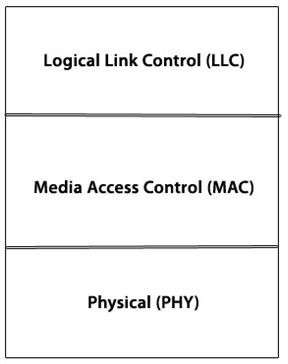 Logical Link Control (LLC)
Media Access Control (MAC)
Physical (PHY)